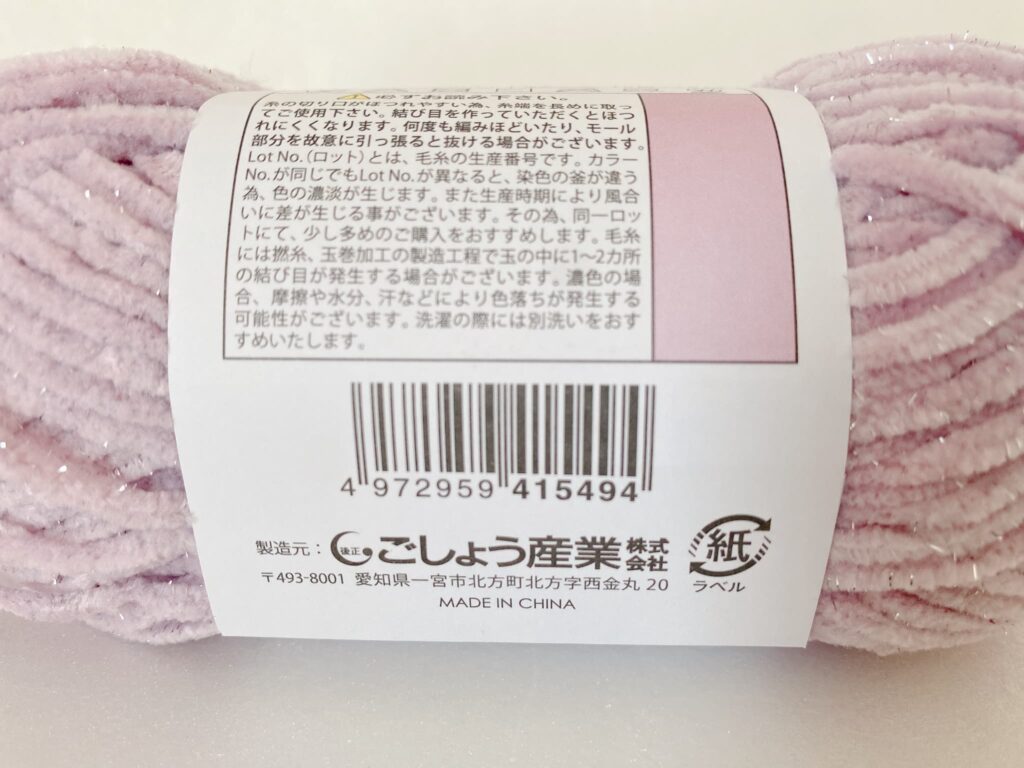 必ずお読み下さい。
糸の切り口がほつれやすい為、糸端を長めに取っ
てご使用下さい。結び目を作っていただくとほつ
れにくくなります。何度も編みほどいたり、モール
部分を故意に引っ張ると抜ける場合がございます。
Lot No.(ロット)とは、毛糸の生産番号です。カラー
No.が同じでもLot No.が異なると、染色の釜が違う
為、色の濃淡が生じます。また生産時期により風合
いに差が生じる事がございます。その為、同一ロッ
トにて、少し多めのご購入をおすすめします。毛糸
には撚糸、玉巻加工の製造工程で玉の中に1〜2カ所
の結び目が発生する場合がございます。濃色の場
合、摩擦や水分、汗などにより色落ちが発生する
可能性がございます。洗濯の際には別洗いをおす
すめいたします。
4 972959 415494
製造元: 後正 ごしょう産業株式会社
〒493-8001 愛知県一宮市北方町北方字西金丸 20
MADE IN CHINA
紙
ラベル